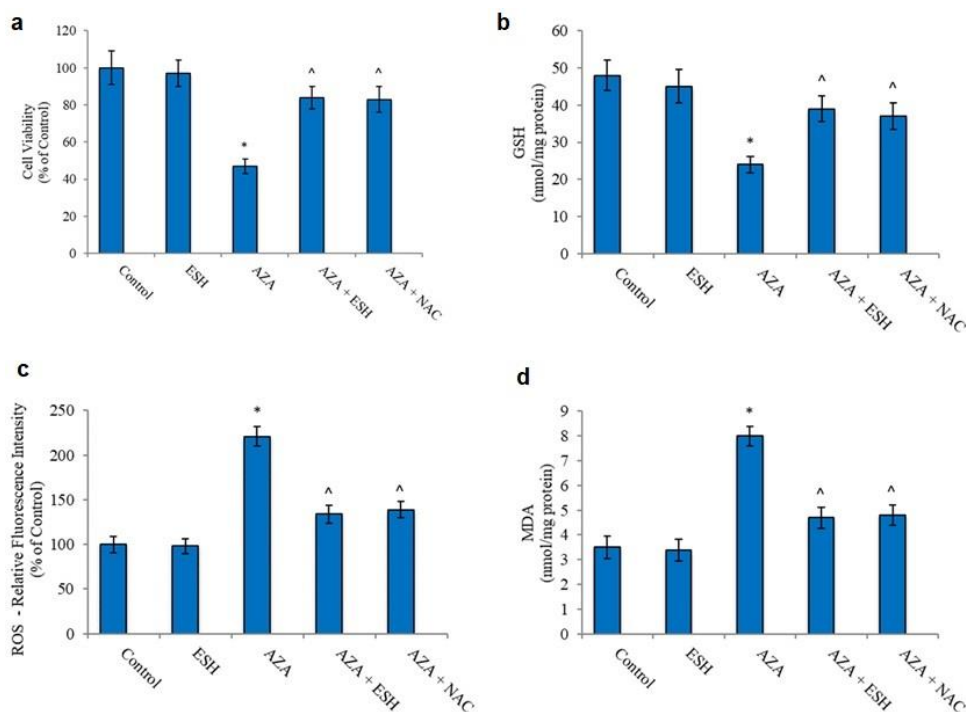 a
120
100
80
60
40
20
0
Cell Viability
(% of Control)
*
^
^
Control
ESH
AZA
AZA + ESH
AZA + NAC
b
60
50
40
30
20
10
0
GSH
(nmol/mg protein)
*
^
^
Control
ESH
AZA
AZA + ESH
AZA + NAC
c
250
200
150
100
50
0
ROS - Relative Fluorescence Intensity
(% of Control)
*
^
^
Control
ESH
AZA
AZA + ESH
AZA + NAC
d
9
8
7
6
5
4
3
2
1
0
MDA
(nmol/mg protein)
*
^
^
Control
ESH
AZA
AZA + ESH
AZA + NAC